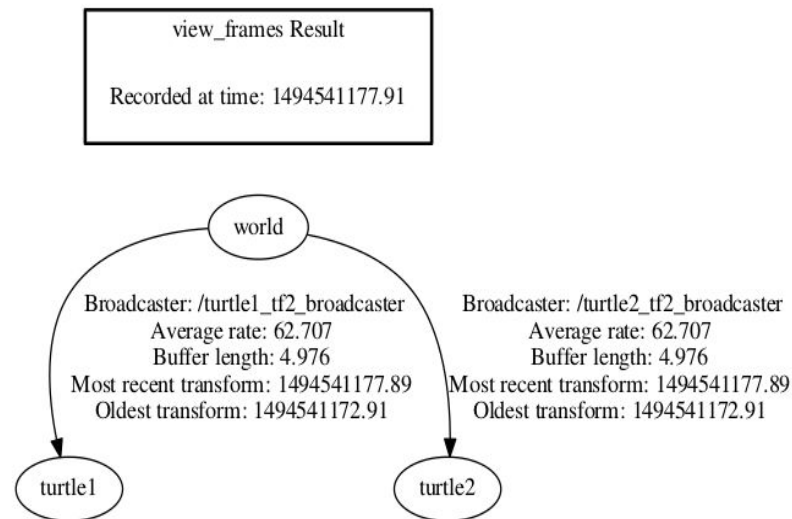 view_frames Result
Recorded at time: 1494541177.91
world
Broadcaster: /turtle1_tf2_broadcaster
Average rate: 62.707
Buffer length: 4.976
Most recent transform: 1494541177.89
Oldest transform: 1494541172.91
Broadcaster: /turtle2_tf2_broadcaster
Average rate: 62.707
Buffer length: 4.976
Most recent transform: 1494541177.89
Oldest transform: 1494541172.91
turtle1
turtle2